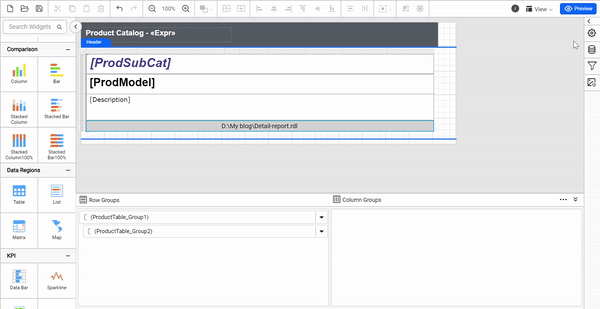 100%
View
Preview
Search Widgets
Comparison
Column
Bar
Stacked
Column
Stacked Bar
Stacked
Column100%
Stacked
Bar100%
Data Regions
Table
List
Matrix
Map
KPI
Data Bar
Sparkline
Product Catalog - «Expr»
Header
[ProdSubCat]
[ProdModel]
[Description]
D:\My blog\Detail-report.rdl
Row Groups
Column Groups
(ProductTable_Group1)
(ProductTable_Group2)